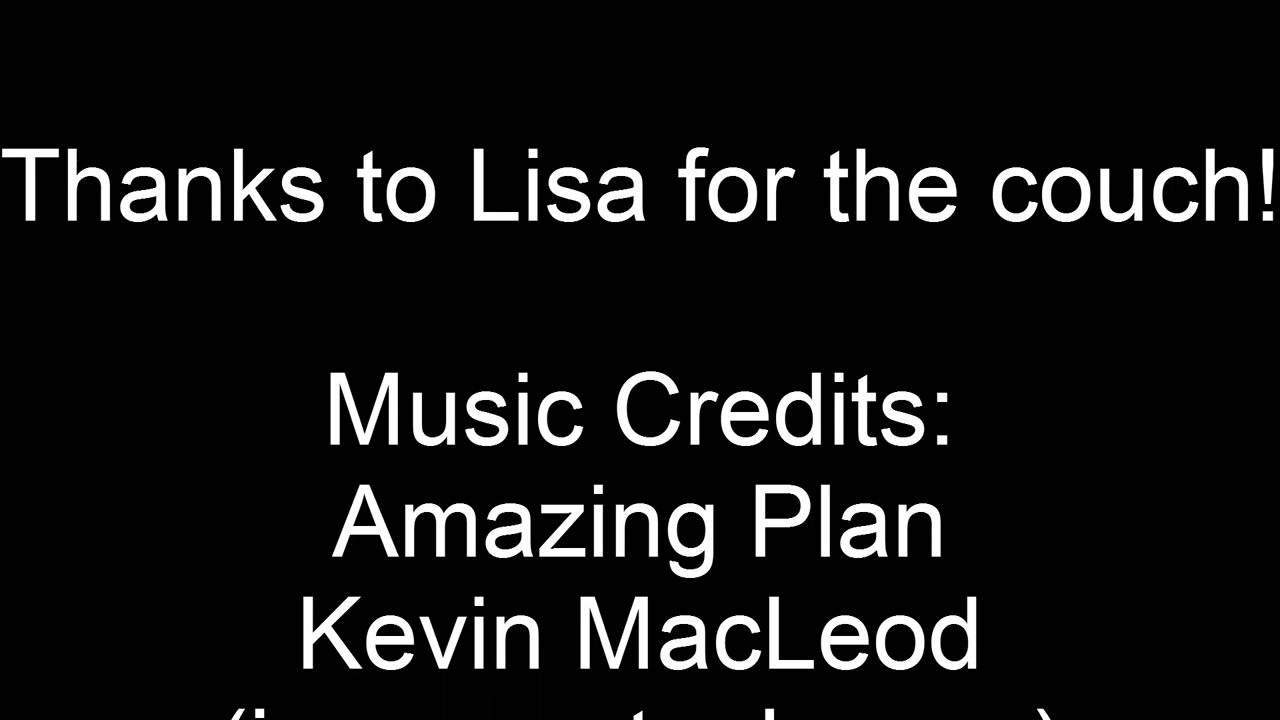 Thanks to Lisa for the couch!
Music Credits:
Amazing Plan
Kevin MacLeod